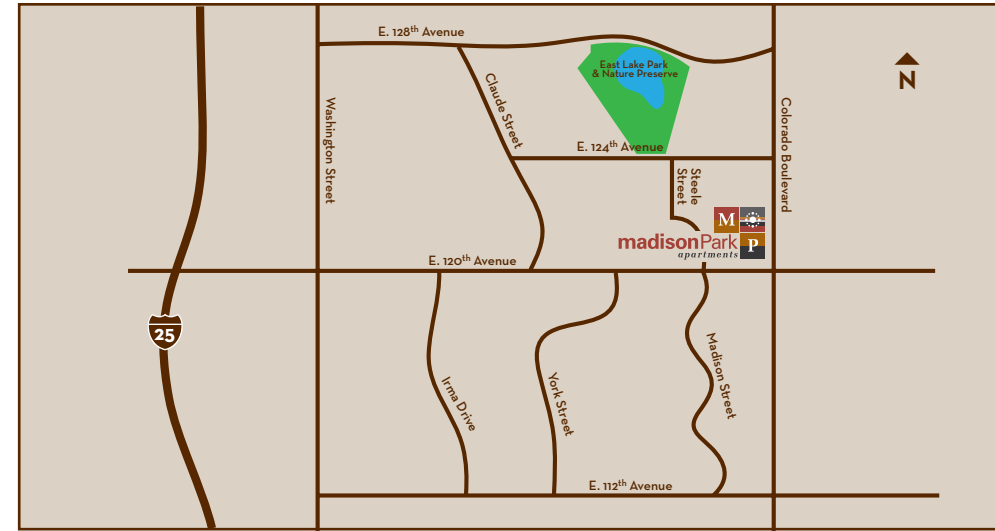 E. 128th Avenue
East Lake Park
& Nature Preserve
N
Claude Street
Washington Street
Colorado Boulevard
E. 124th Avenue
Steele
Street
M
madisonPark
P
apartments
E. 120th Avenue
25
Irma Drive
York Street
Madison Street
E. 112th Avenue